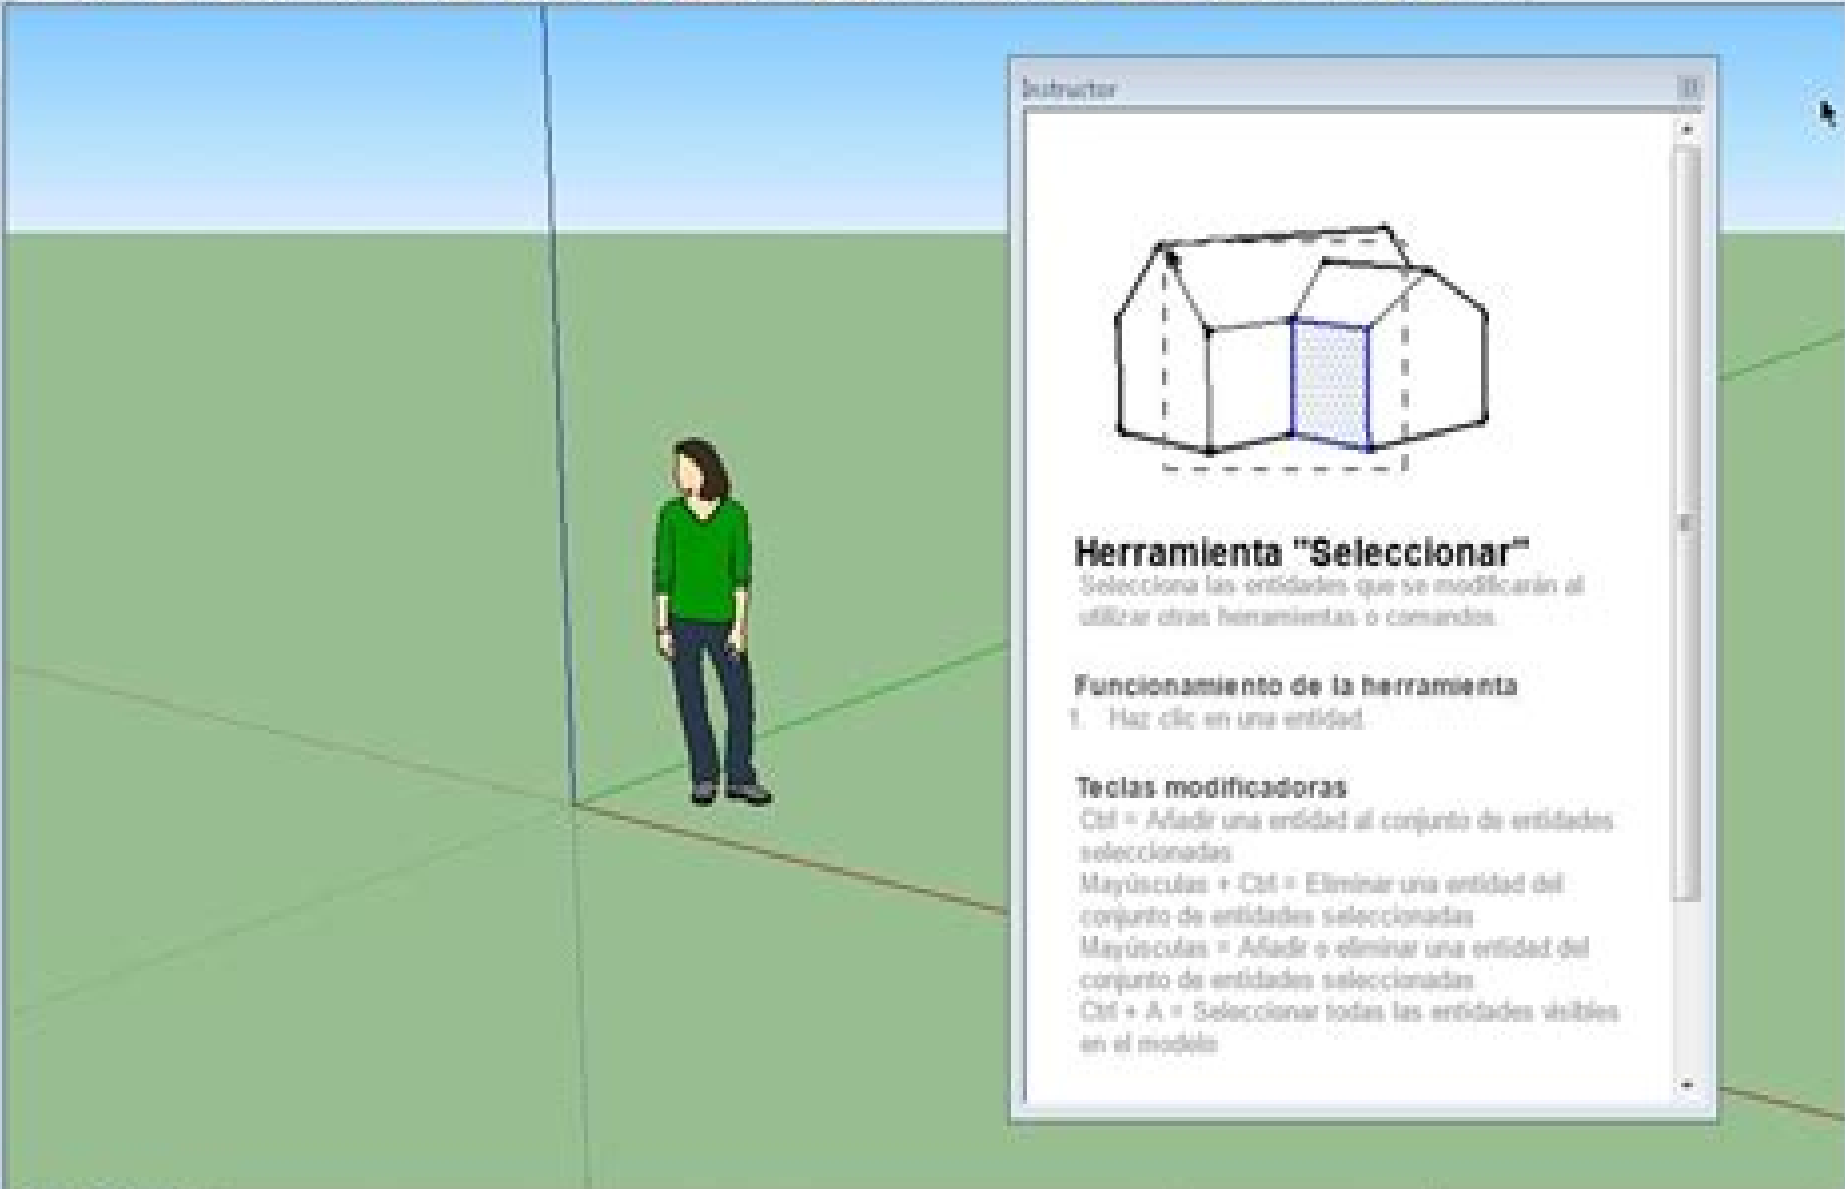 Instructor
Herramienta "Seleccionar"
Selecciona las entidades que se modificarán al
utilizar otras herramientas o comandos.
Funcionamiento de la herramienta
1. Haz clic en una entidad.
Teclas modificadoras
Ctrl = Añadir una entidad al conjunto de entidades
seleccionadas
Mayúsculas + Ctrl = Eliminar una entidad del
conjunto de entidades seleccionadas
Mayúsculas = Añadir o eliminar una entidad del
conjunto de entidades seleccionadas
Ctrl + A = Seleccionar todas las entidades visibles
en el modelo